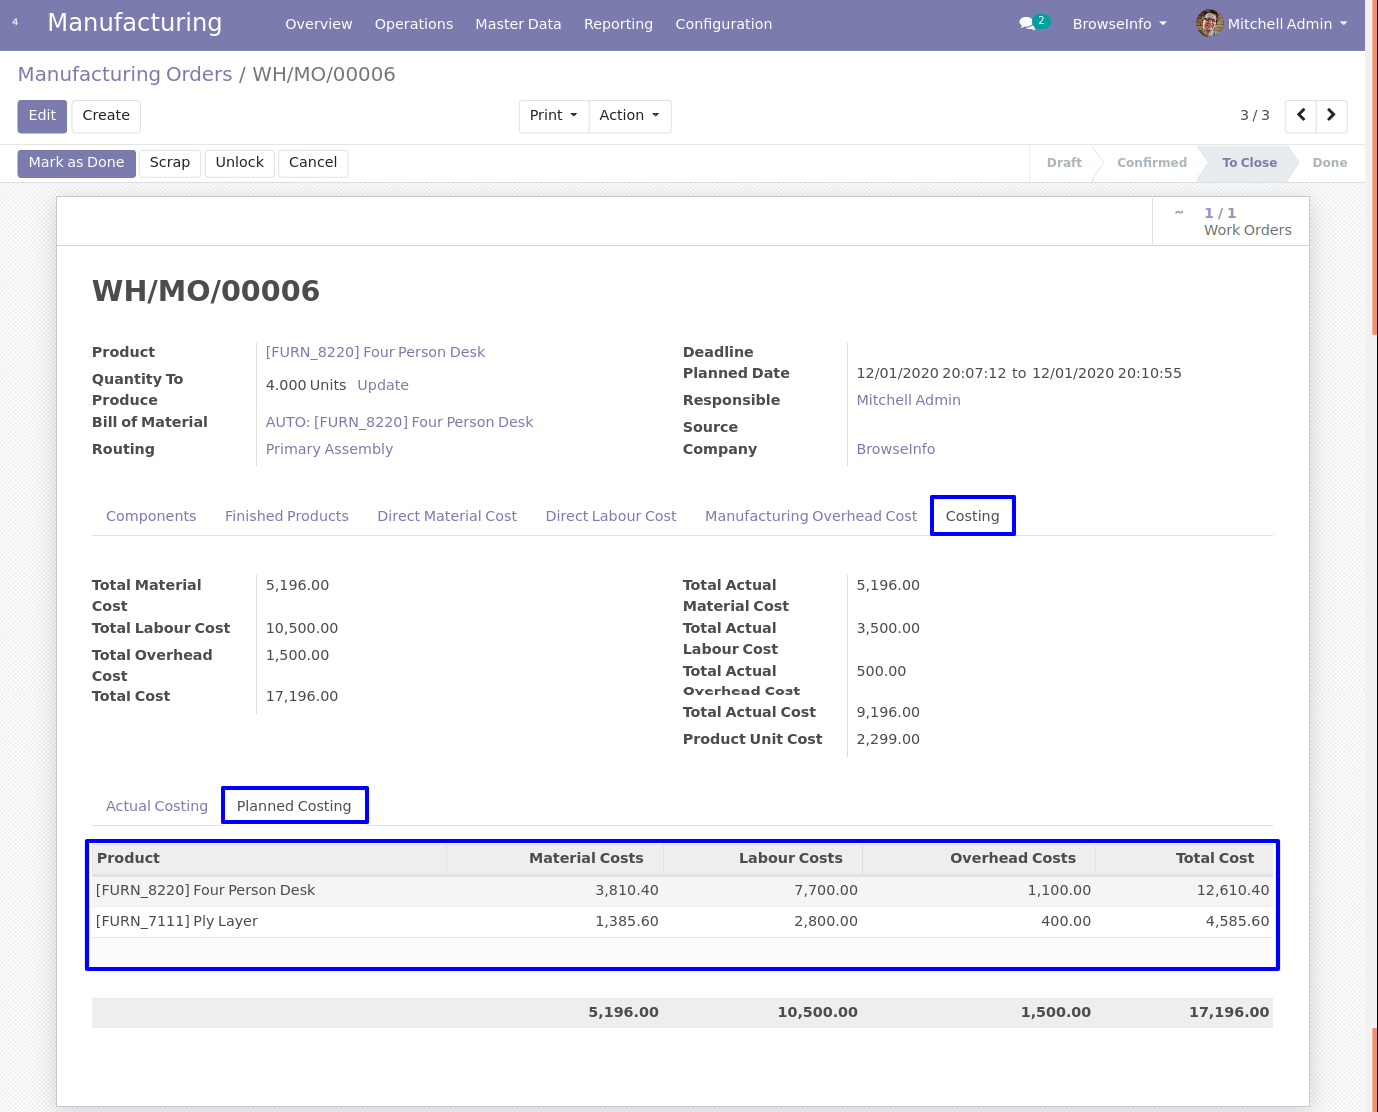 4 Manufacturing Overview Operations Master Data Reporting Configuration 2 BrowseInfo Mitchell Admin
Manufacturing Orders / WH/MO/00006
Edit Create Print Action 3 / 3
Mark as Done Scrap Unlock Cancel Draft Confirmed To Close Done
~ 1 / 1
Work Orders
WH/MO/00006
Product [FURN_8220] Four Person Desk
Quantity To Produce 4.000 Units Update
Bill of Material AUTO: [FURN_8220] Four Person Desk
Routing Primary Assembly
Deadline
Planned Date 12/01/2020 20:07:12 to 12/01/2020 20:10:55
Responsible Mitchell Admin
Source
Company BrowseInfo
Components Finished Products Direct Material Cost Direct Labour Cost Manufacturing Overhead Cost Costing
Total Material Cost 5,196.00
Total Labour Cost 10,500.00
Total Overhead Cost 1,500.00
Total Cost 17,196.00
Total Actual Material Cost 5,196.00
Total Actual Labour Cost 3,500.00
Total Actual Overhead Cost 500.00
Total Actual Cost 9,196.00
Product Unit Cost 2,299.00
Actual Costing Planned Costing
Product Material Costs Labour Costs Overhead Costs Total Cost
[FURN_8220] Four Person Desk 3,810.40 7,700.00 1,100.00 12,610.40
[FURN_7111] Ply Layer 1,385.60 2,800.00 400.00 4,585.60
5,196.00 10,500.00 1,500.00 17,196.00